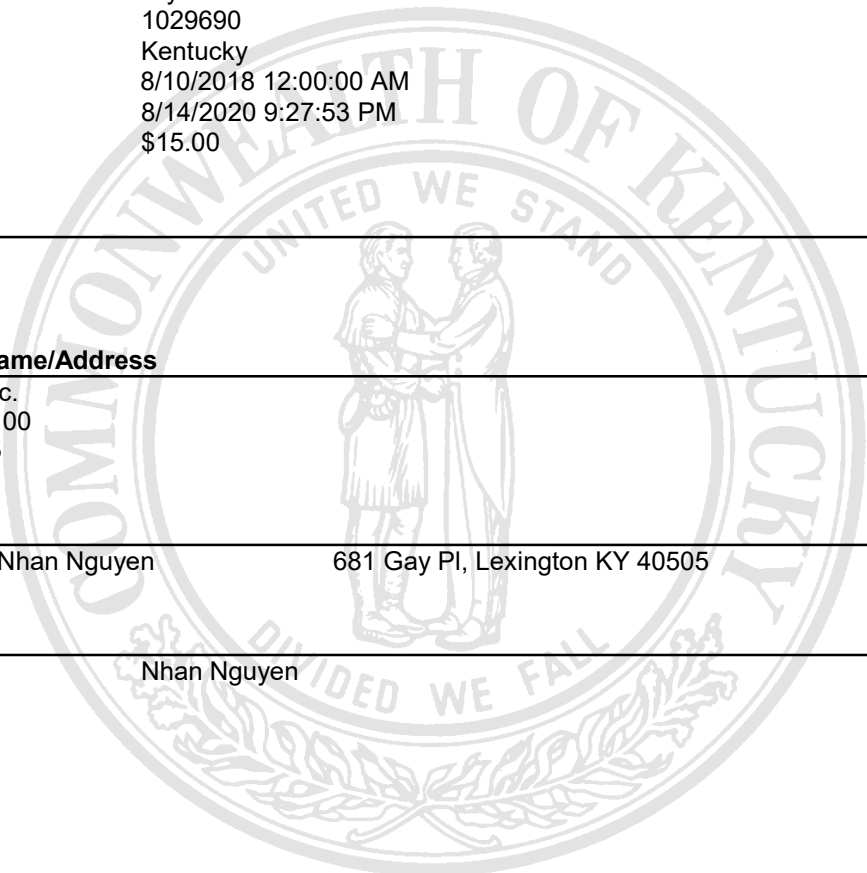 1029690
Kentucky
8/10/2018 12:00:00 AM
8/14/2020 9:27:53 PM
$15.00
COMMONWEALTH OF KENTUCKY
UNITED WE STAND
ame/Address
c.
00
Nhan Nguyen 681 Gay Pl, Lexington KY 40505
Nhan Nguyen
DIVIDED WE FALL